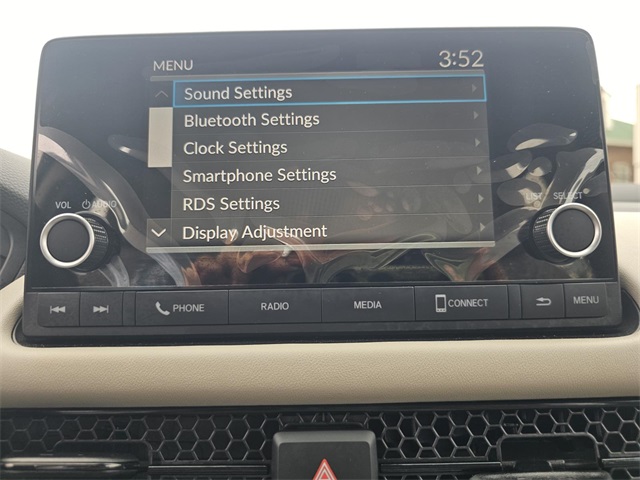 MENU 3:52
Sound Settings
Bluetooth Settings
Clock Settings
Smartphone Settings
RDS Settings
Display Adjustment
VOL AUDIO
LIST SELECT
PHONE RADIO MEDIA CONNECT MENU